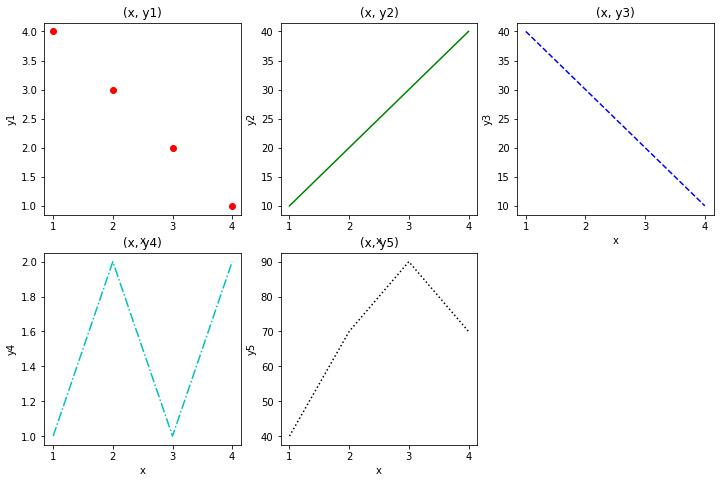 (x, y1)
4.0
3.5
3.0
2.5
2.0
1.5
1.0
y1
1 2 3 4
x
(x, y2)
40
35
30
25
20
15
10
y2
1 2 3 4
x
(x, y3)
40
35
30
25
20
15
10
y3
1 2 3 4
x
(x, y4)
2.0
1.8
1.6
1.4
1.2
1.0
y4
1 2 3 4
x
(x, y5)
90
80
70
60
50
40
y5
1 2 3 4
x